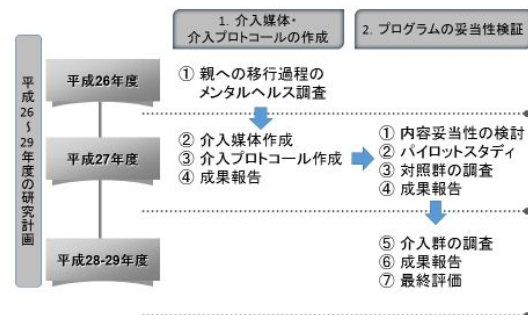 1. 介入媒体・
介入プロトコールの作成
2. プログラムの妥当性検証
平成26～29年度の研究計画
平成26年度
① 親への移行過程の
メンタルヘルス調査
平成27年度
② 介入媒体作成
③ 介入プロトコール作成
④ 成果報告
① 内容妥当性の検討
② パイロットスタディ
③ 対照群の調査
④ 成果報告
平成28-29年度
⑤ 介入群の調査
⑥ 成果報告
⑦ 最終評価